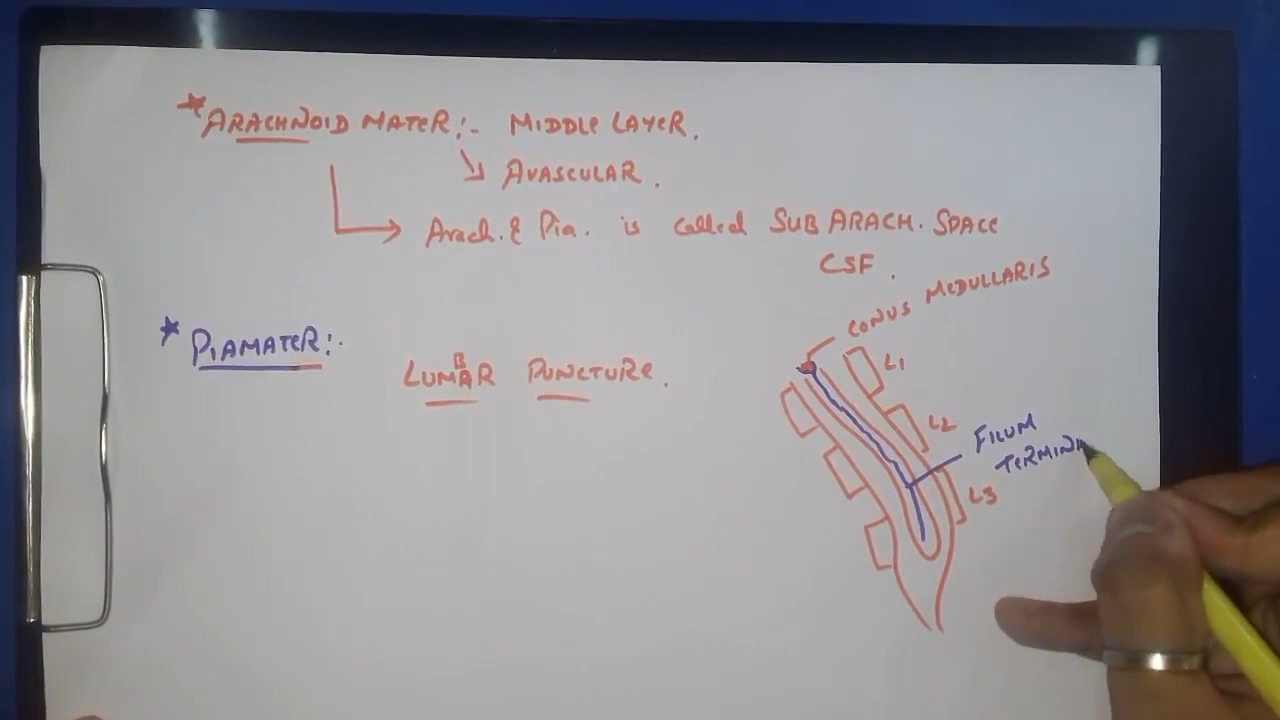 * ARACHNOID MATER:- MIDDLE LAYER.
↘ AVASCULAR.
→ Arach. & Pia. is called SUB ARACH. SPACE
CSF.
CONUS MEDULLARIS
* PIAMATER:-
LUMBAR PUNCTURE.
L1
L2
FILUM
TERMIN
L3